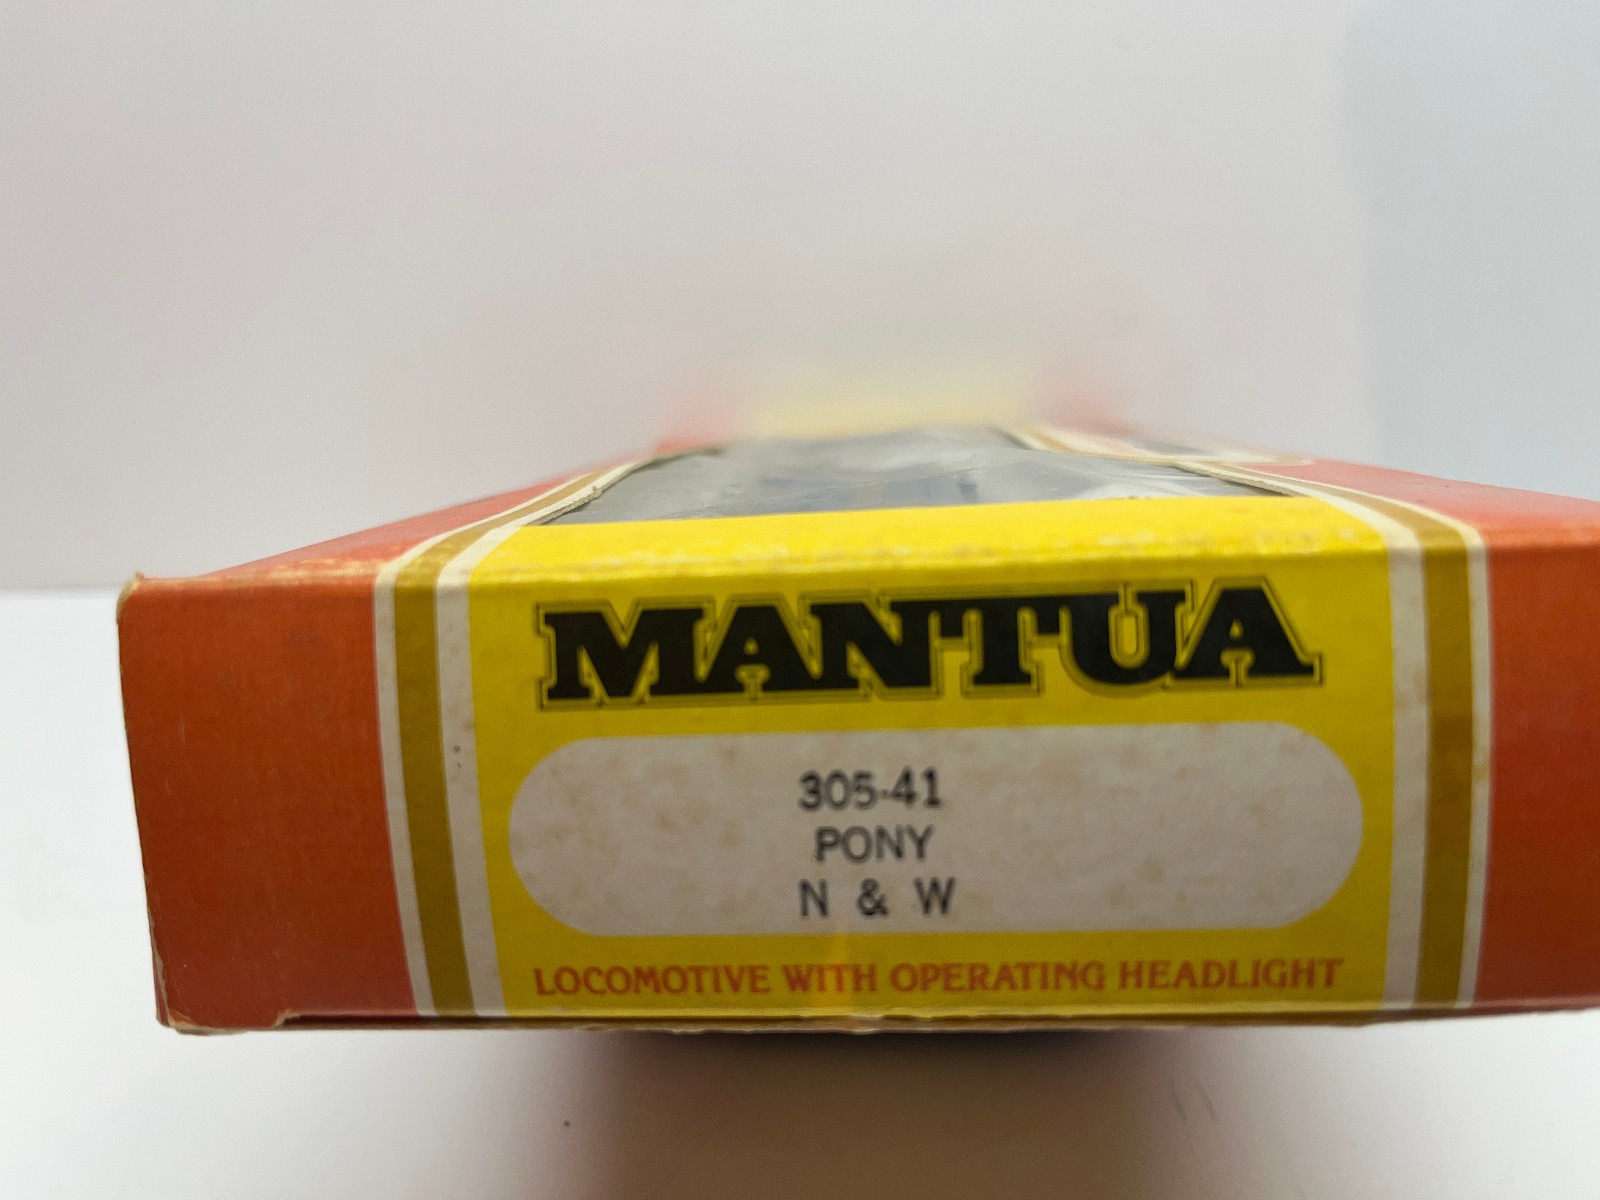 MANTUA
305-41
PONY
N & W
LOCOMOTIVE WITH OPERATING HEADLIGHT